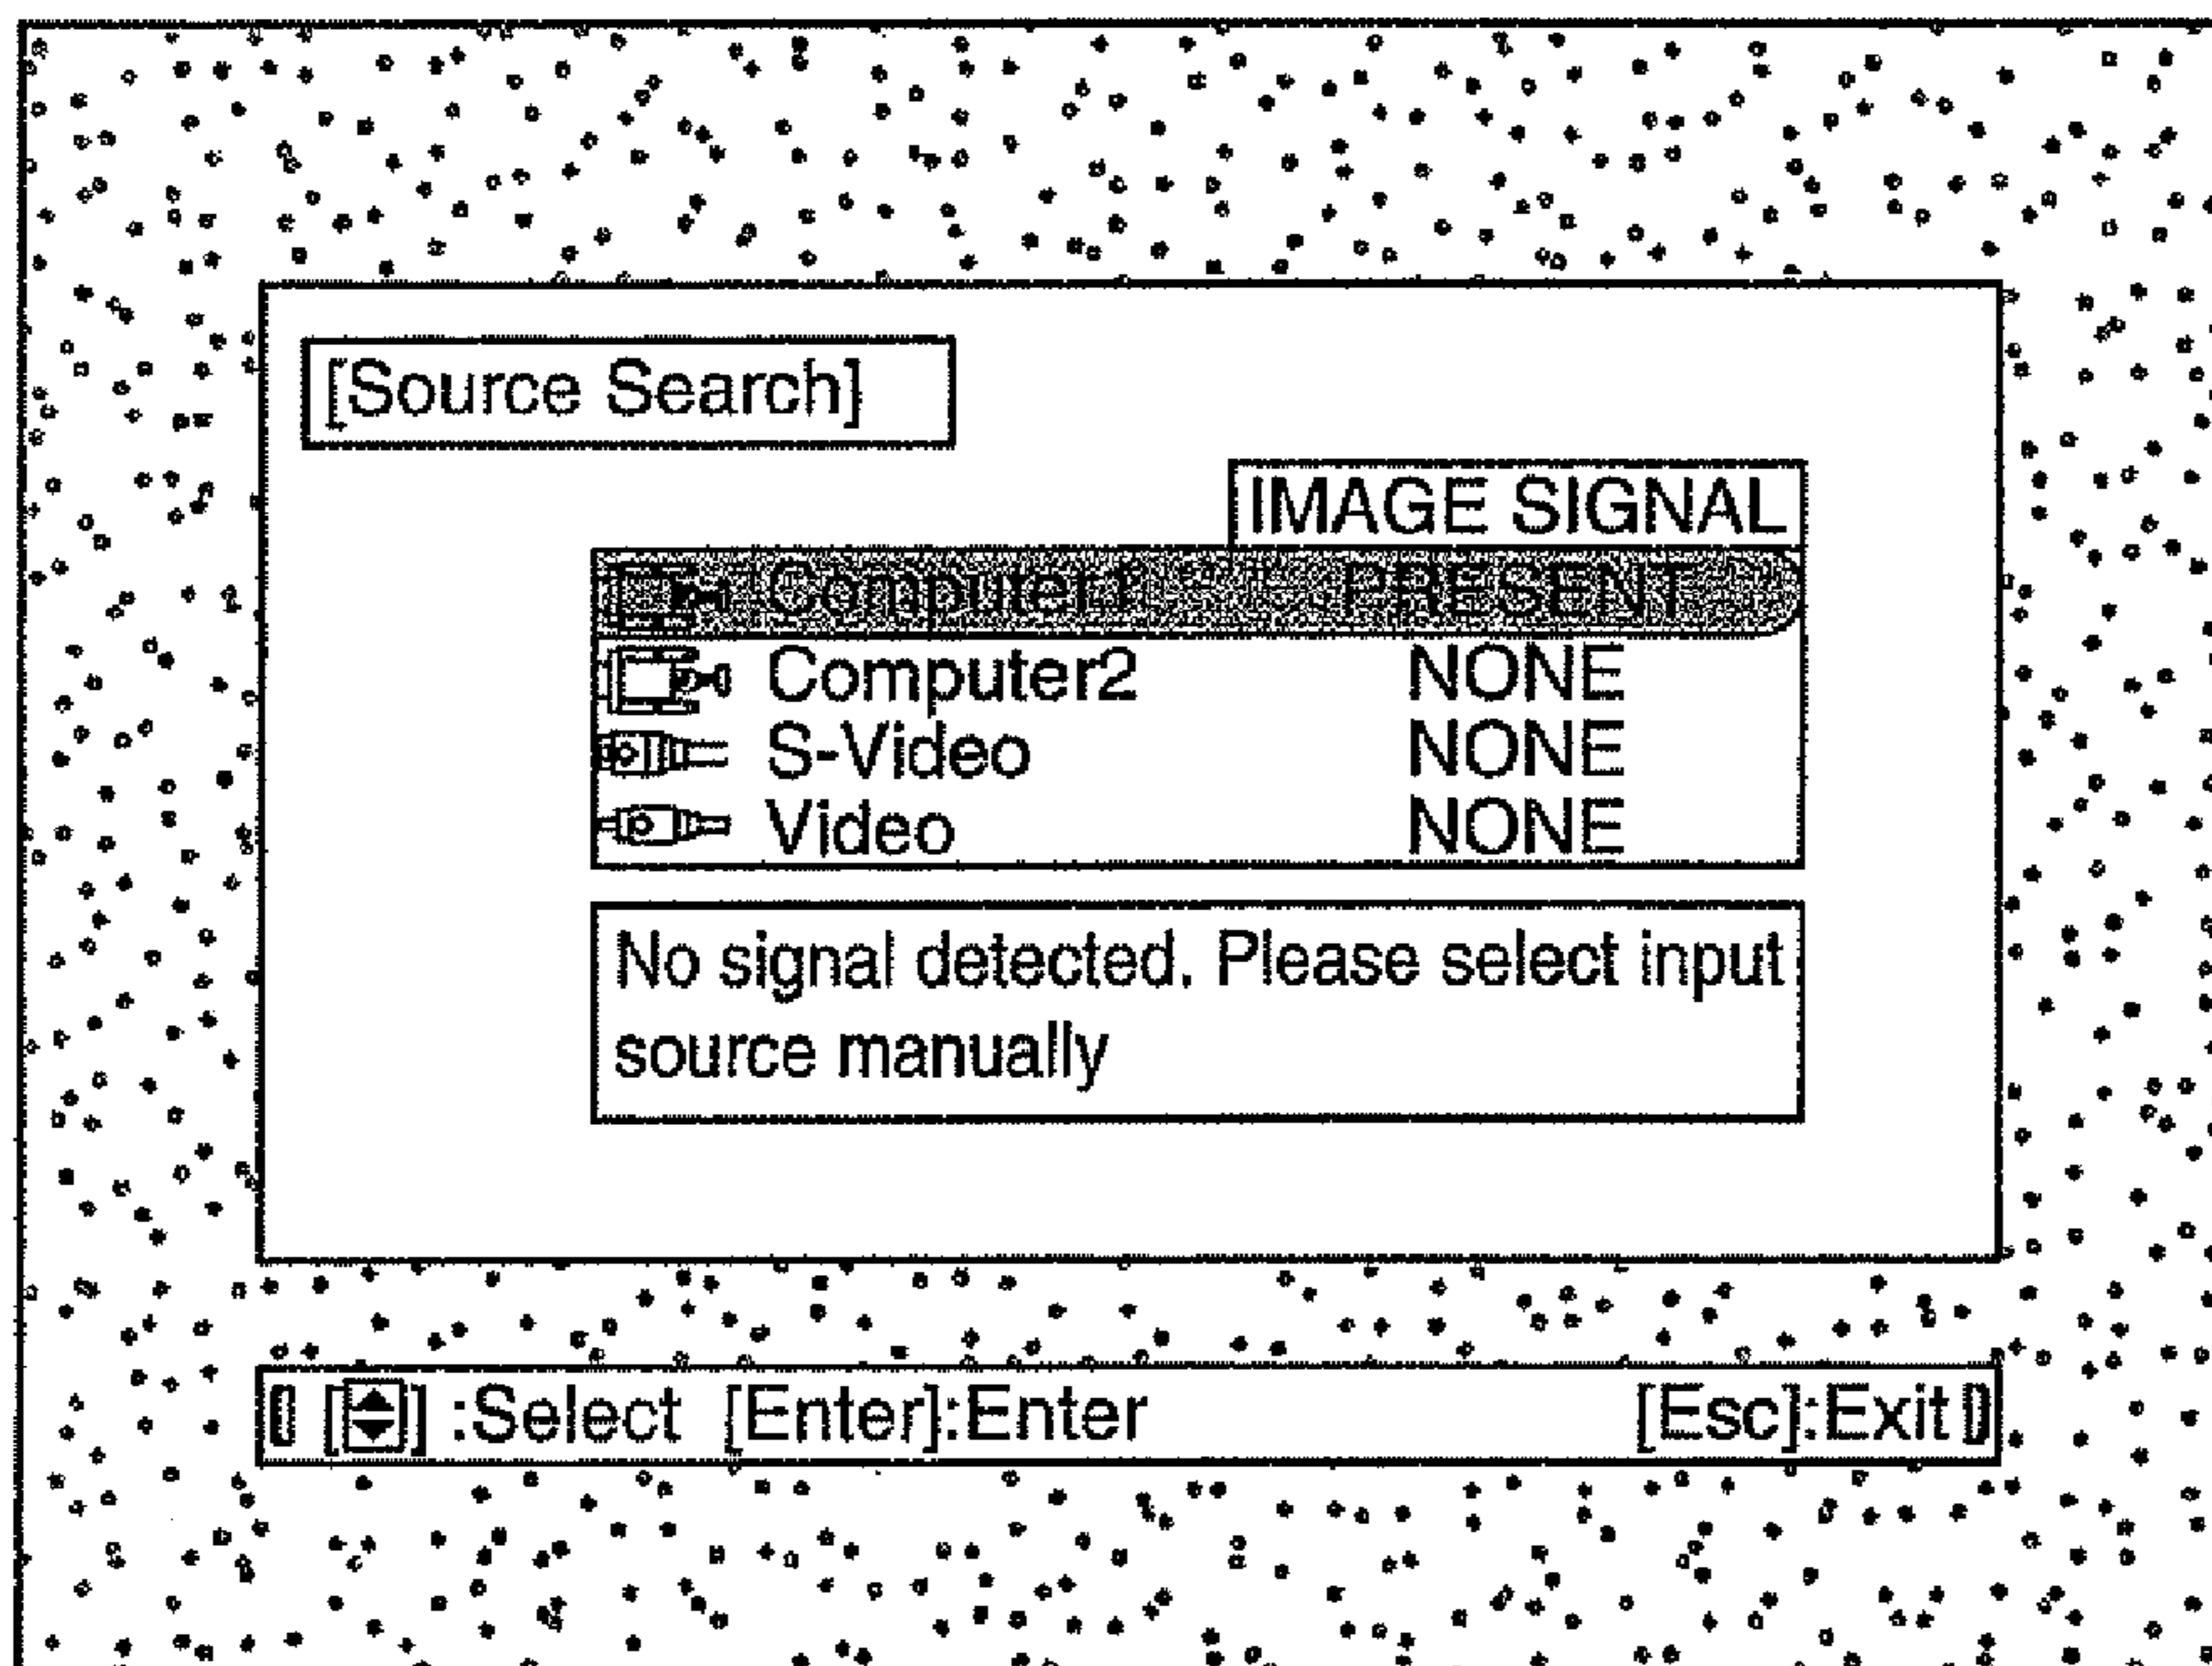 [Source Search]
IMAGE SIGNAL
Computer1 PRESENT
Computer2 NONE
S-Video NONE
Video NONE
No signal detected. Please select input
source manually
[ ] :Select [Enter]:Enter [Esc]:Exit